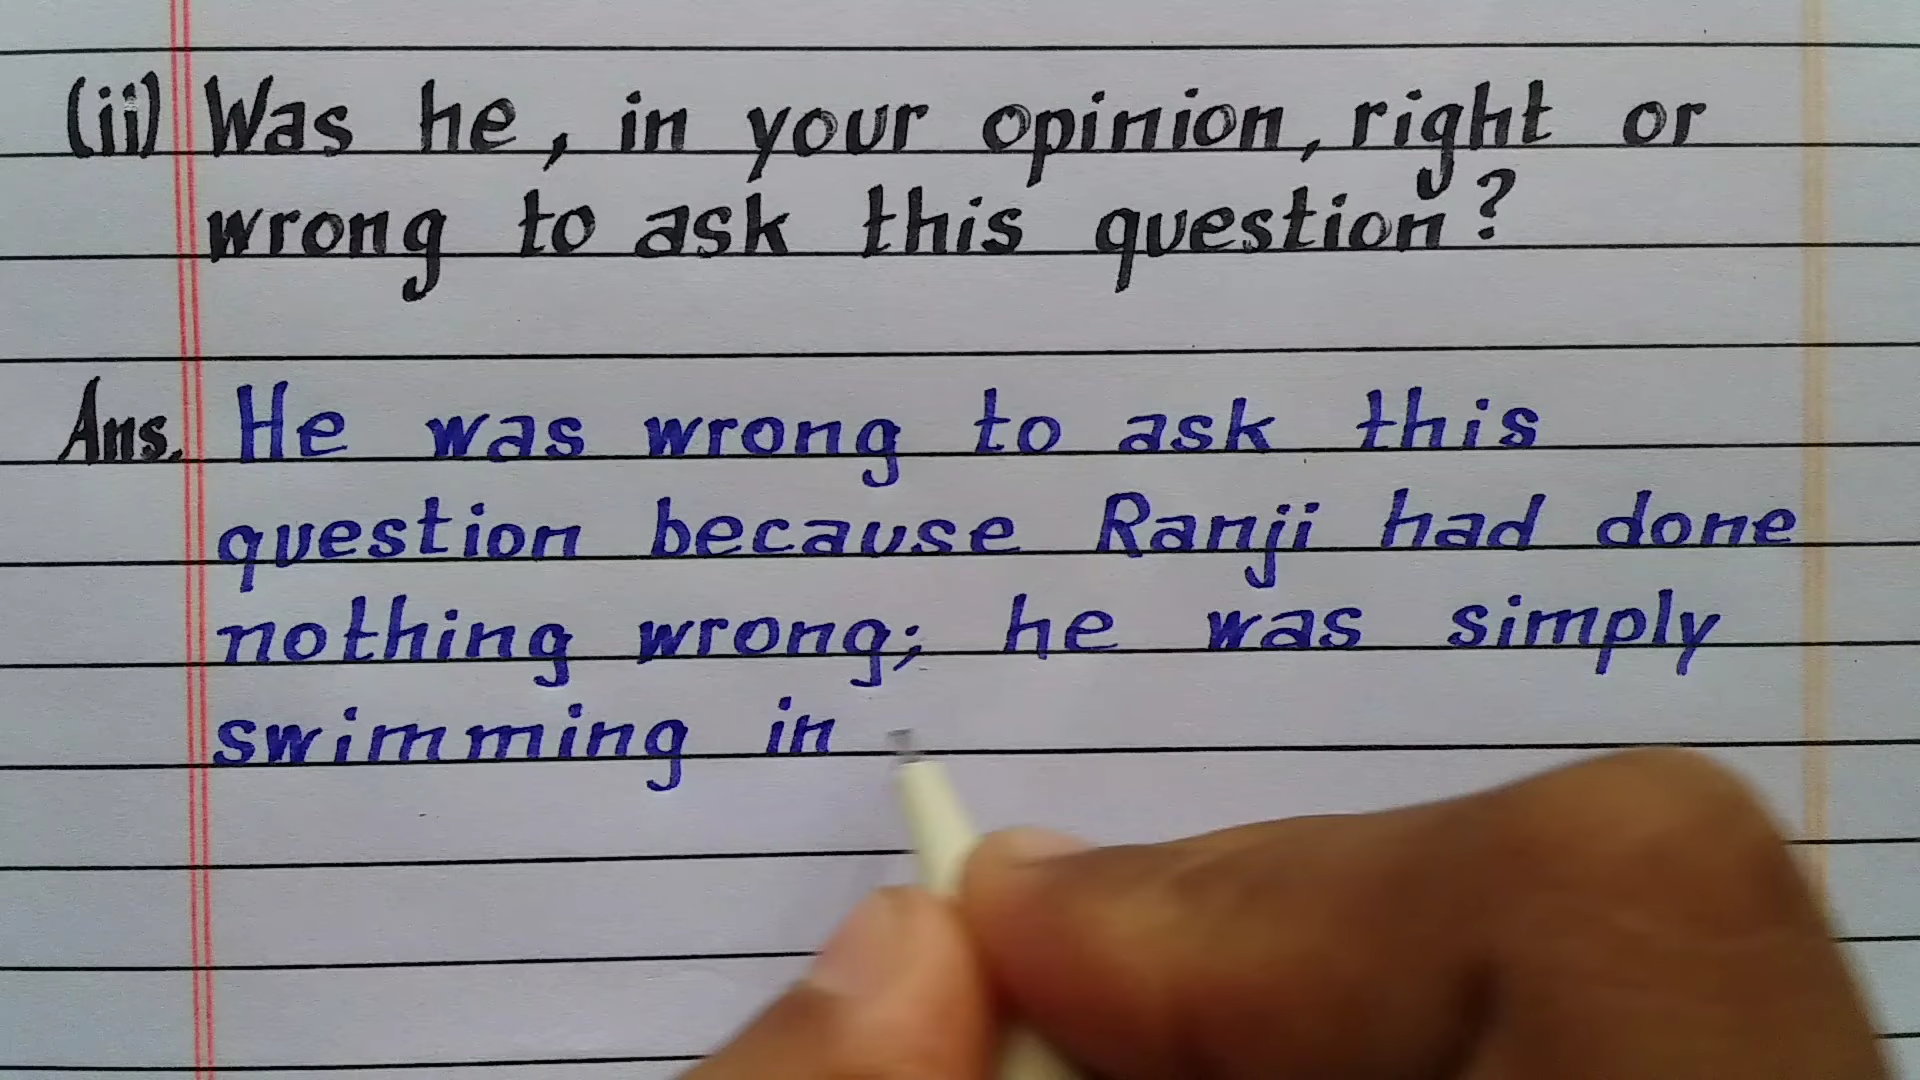 (ii) Was he, in your opinion, right or
wrong to ask this question?
Ans. He was wrong to ask this
question because Ranji had done
nothing wrong; he was simply
swimming in